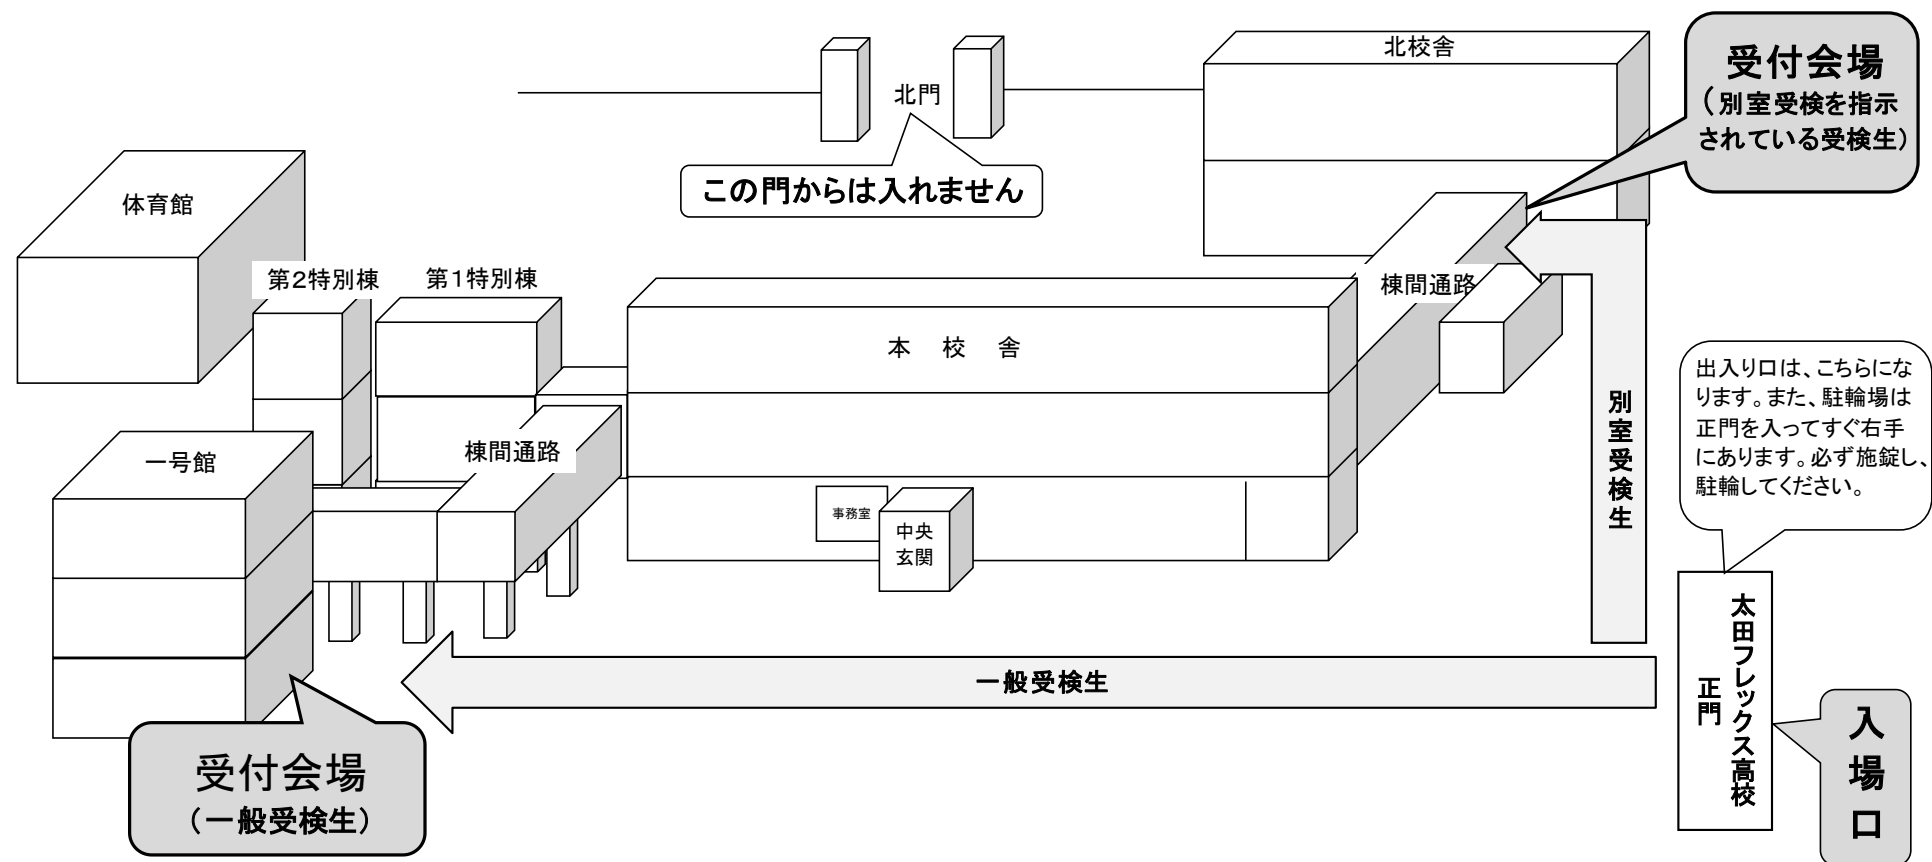 北校舎
受付会場
(別室受検を指示
されている受検生)
北門
この門からは入れません
体育館
第2特別棟
第1特別棟
棟間通路
本 校 舎
別室受検生
出入り口は、こちらにな
ります。また、駐輪場は
正門を入ってすぐ右手
にあります。必ず施錠し、
駐輪してください。
一号館
棟間通路
事務室
中央
玄関
太田フレックス高校
正門
一般受検生
入場口
受付会場
(一般受検生)